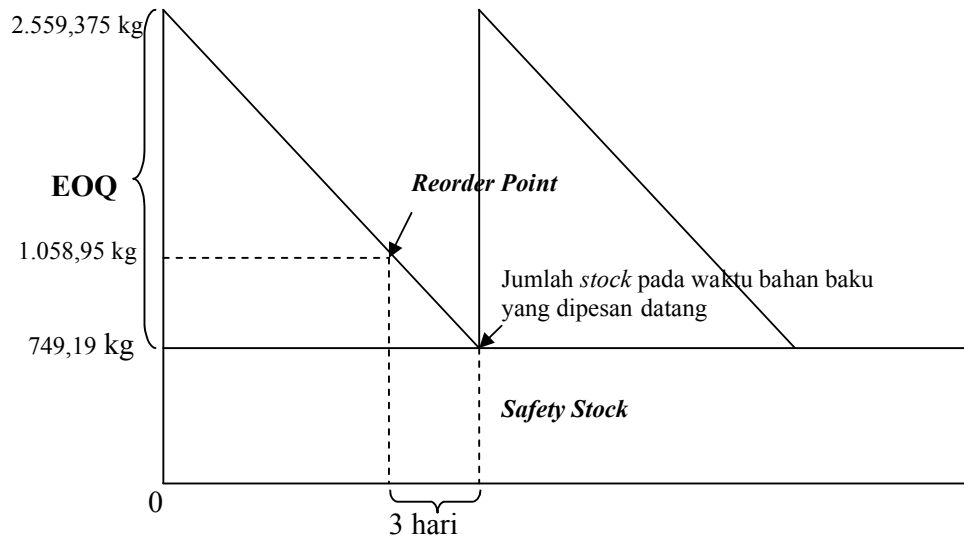 2.559,375 kg
EOQ
Reorder Point
1.058,95 kg
Jumlah stock pada waktu bahan baku
yang dipesan datang
749,19 kg
Safety Stock
0
3 hari